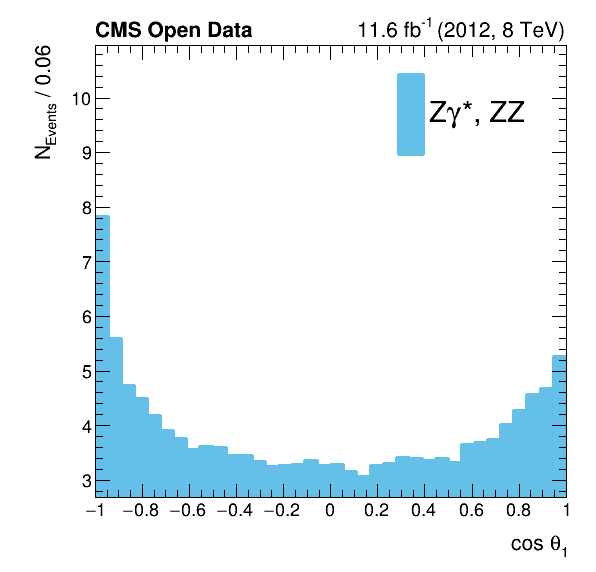 CMS Open Data 11.6 fb⁻¹ (2012, 8 TeV)
N_Events / 0.06
Zγ*, ZZ
10
9
8
7
6
5
4
3
−1 −0.8 −0.6 −0.4 −0.2 0 0.2 0.4 0.6 0.8 1
cos θ₁